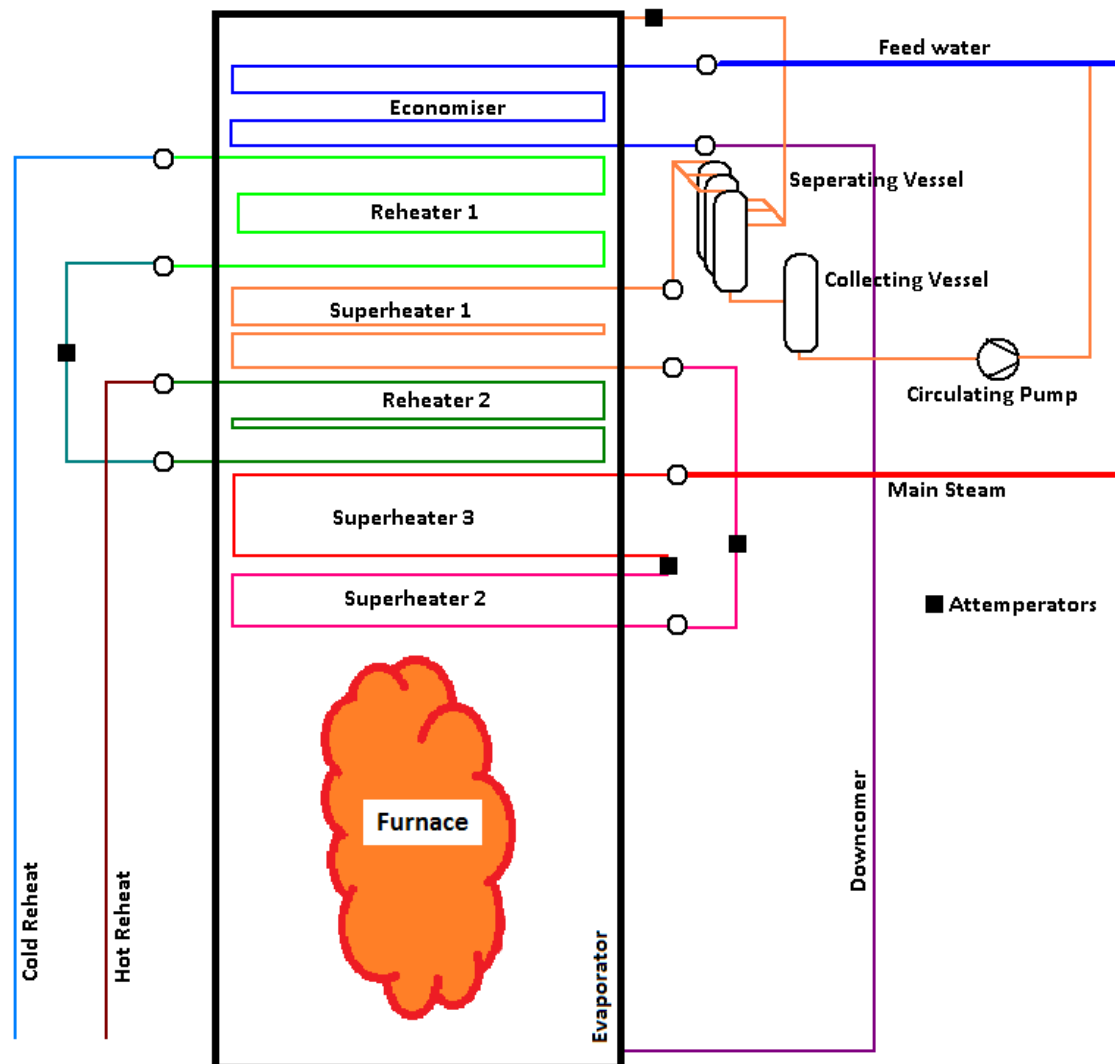 Feed water
Economiser
Seperating Vessel
Reheater 1
Collecting Vessel
Superheater 1
Circulating Pump
Reheater 2
Main Steam
Superheater 3
Superheater 2
Attemperators
Furnace
Downcomer
Cold Reheat
Hot Reheat
Evaporator